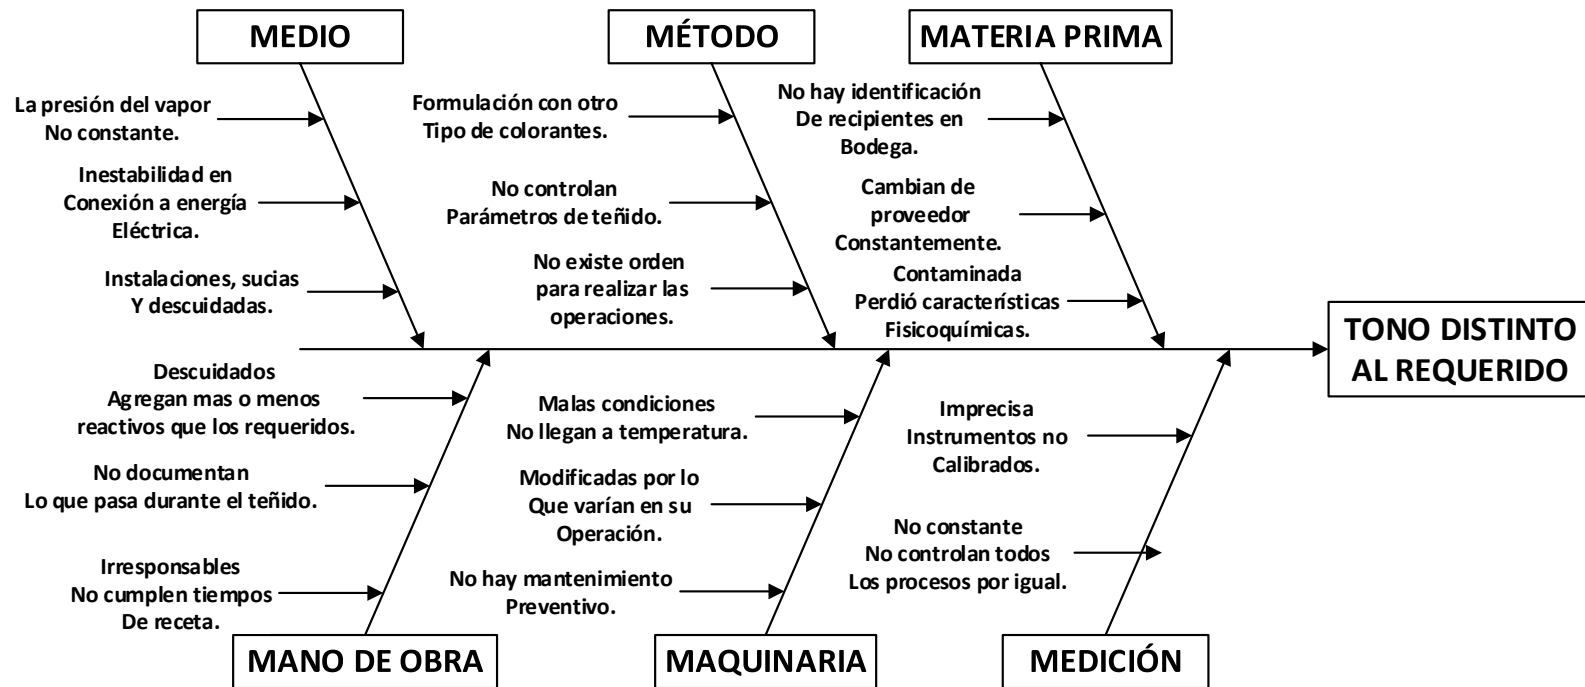 MEDIO
MÉTODO
MATERIA PRIMA
La presión del vapor
No constante.
Inestabilidad en
Conexión a energía
Eléctrica.
Instalaciones, sucias
Y descuidadas.
Formulación con otro
Tipo de colorantes.
No controlan
Parámetros de teñido.
No existe orden
para realizar las
operaciones.
No hay identificación
De recipientes en
Bodega.
Cambian de
proveedor
Constantemente.
Contaminada
Perdió características
Fisicoquímicas.
TONO DISTINTO
AL REQUERIDO
Descuidados
Agregan mas o menos
reactivos que los requeridos.
No documentan
Lo que pasa durante el teñido.
Irresponsables
No cumplen tiempos
De receta.
Malas condiciones
No llegan a temperatura.
Modificadas por lo
Que varían en su
Operación.
No hay mantenimiento
Preventivo.
Imprecisa
Instrumentos no
Calibrados.
No constante
No controlan todos
Los procesos por igual.
MANO DE OBRA
MAQUINARIA
MEDICIÓN